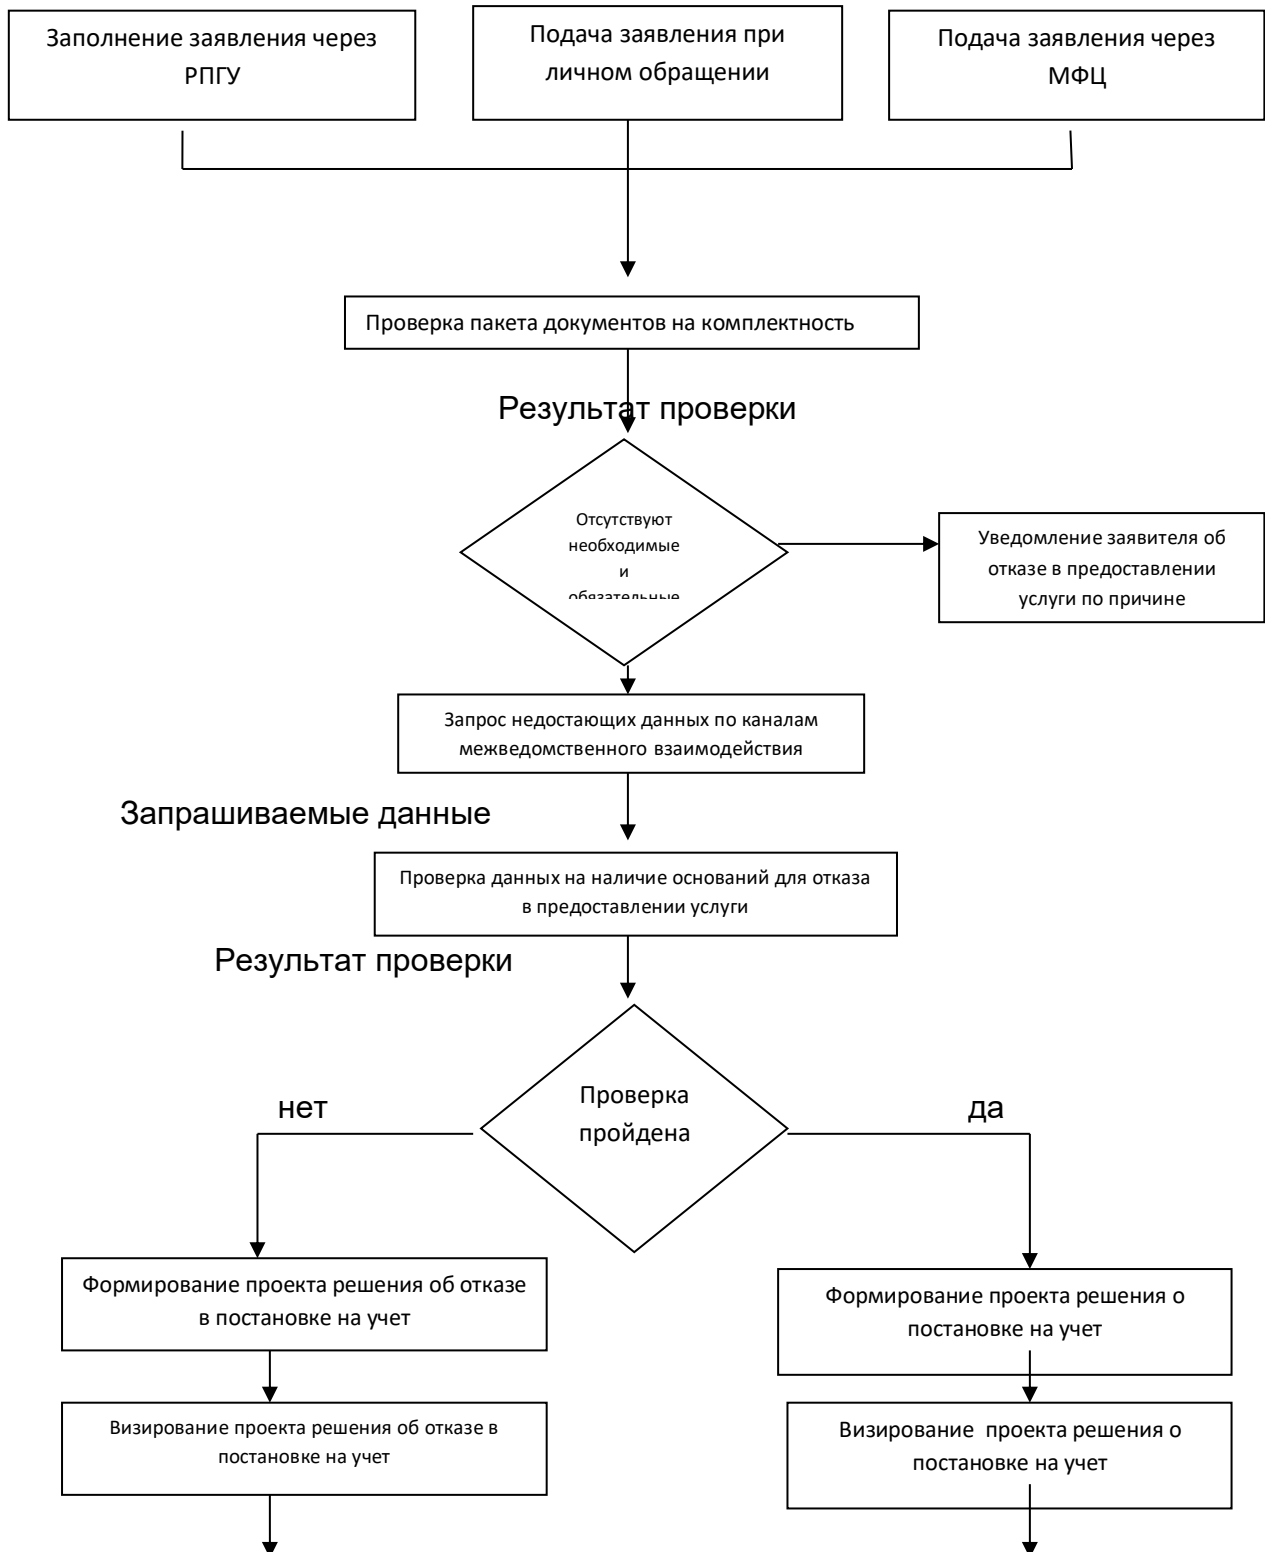 Заполнение заявления через
РПГУ
Подача заявления при
личном обращении
Подача заявления через
МФЦ
Проверка пакета документов на комплектность
Результат проверки
Отсутствуют
необходимые
и
обязательные
Уведомление заявителя об
отказе в предоставлении
услуги по причине
Запрос недостающих данных по каналам
межведомственного взаимодействия
Запрашиваемые данные
Проверка данных на наличие оснований для отказа
в предоставлении услуги
Результат проверки
Проверка
пройдена
нет
да
Формирование проекта решения об отказе
в постановке на учет
Формирование проекта решения о
постановке на учет
Визирование проекта решения об отказе в
постановке на учет
Визирование проекта решения о
постановке на учет